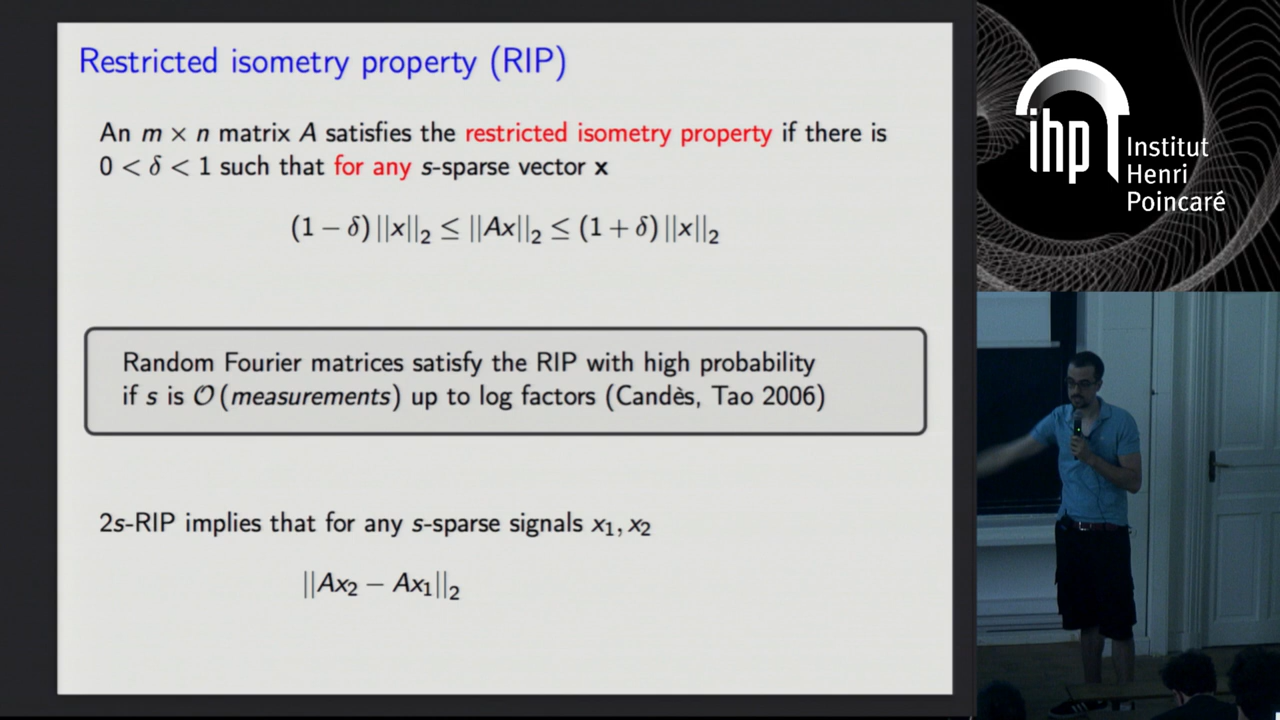 Restricted isometry property (RIP)
An m × n matrix A satisfies the restricted isometry property if there is
0 < δ < 1 such that for any s-sparse vector x
(1 − δ) ||x||₂ ≤ ||Ax||₂ ≤ (1 + δ) ||x||₂
Random Fourier matrices satisfy the RIP with high probability
if s is O (measurements) up to log factors (Candès, Tao 2006)
2s-RIP implies that for any s-sparse signals x₁, x₂
||Ax₂ − Ax₁||₂
ihp
Institut
Henri
Poincaré